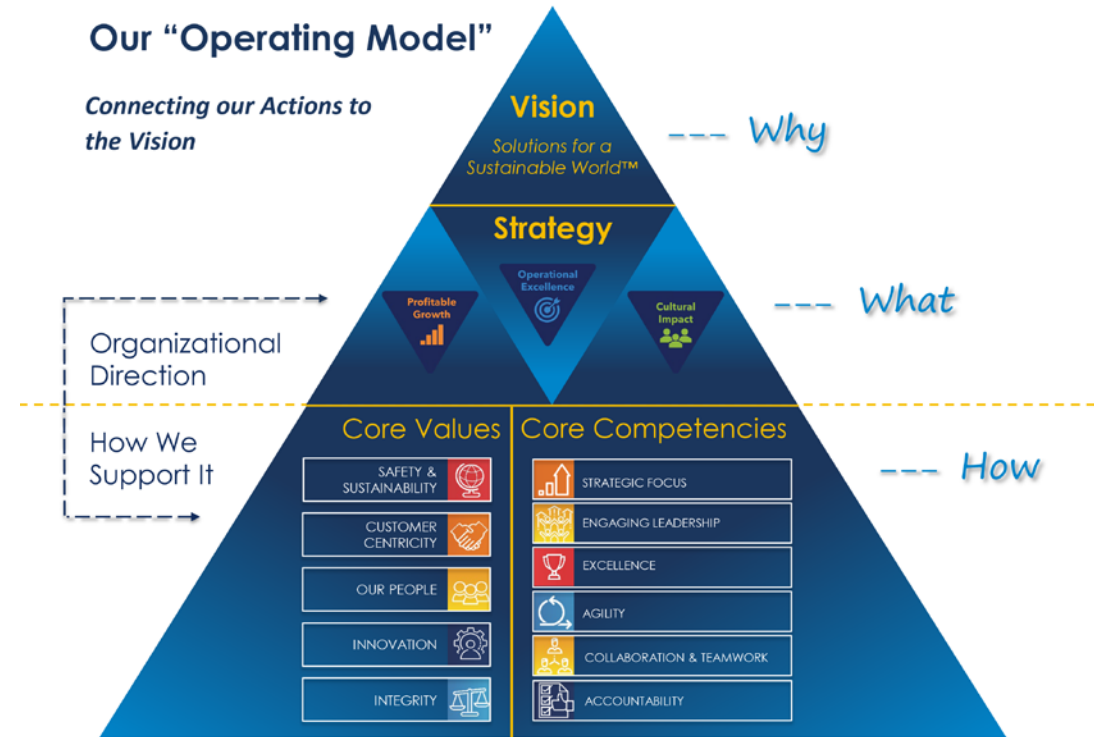 Our “Operating Model”
Connecting our Actions to
the Vision
Vision
Solutions for a
Sustainable World™
--- Why
Strategy
Operational
Excellence
Profitable
Growth
Cultural
Impact
--- What
Organizational
Direction
How We
Support It
Core Values
SAFETY &
SUSTAINABILITY
CUSTOMER
CENTRICITY
OUR PEOPLE
INNOVATION
INTEGRITY
Core Competencies
STRATEGIC FOCUS
ENGAGING LEADERSHIP
EXCELLENCE
AGILITY
COLLABORATION & TEAMWORK
ACCOUNTABILITY
--- How